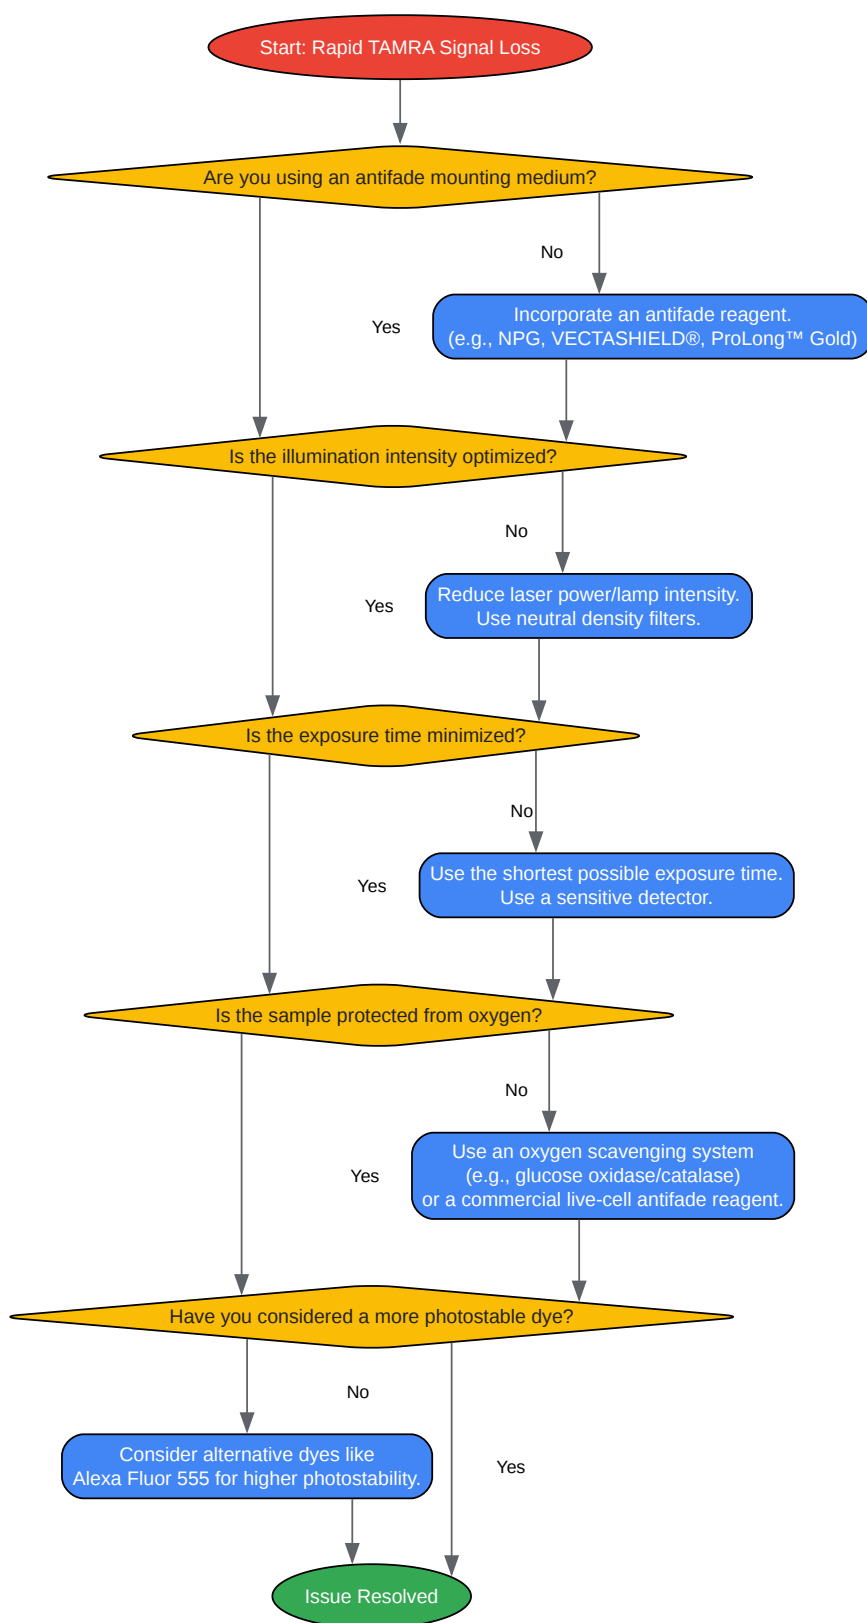 Start: Rapid TAMRA Signal Loss
Are you using an antifade mounting medium?
No
Yes
Incorporate an antifade reagent.
(e.g., NPG, VECTASHIELD®, ProLong™ Gold)
Is the illumination intensity optimized?
No
Yes
Reduce laser power/lamp intensity.
Use neutral density filters.
Is the exposure time minimized?
No
Yes
Use the shortest possible exposure time.
Use a sensitive detector.
Is the sample protected from oxygen?
No
Yes
Use an oxygen scavenging system
(e.g., glucose oxidase/catalase)
or a commercial live-cell antifade reagent.
Have you considered a more photostable dye?
No
Yes
Consider alternative dyes like
Alexa Fluor 555 for higher photostability.
Issue Resolved